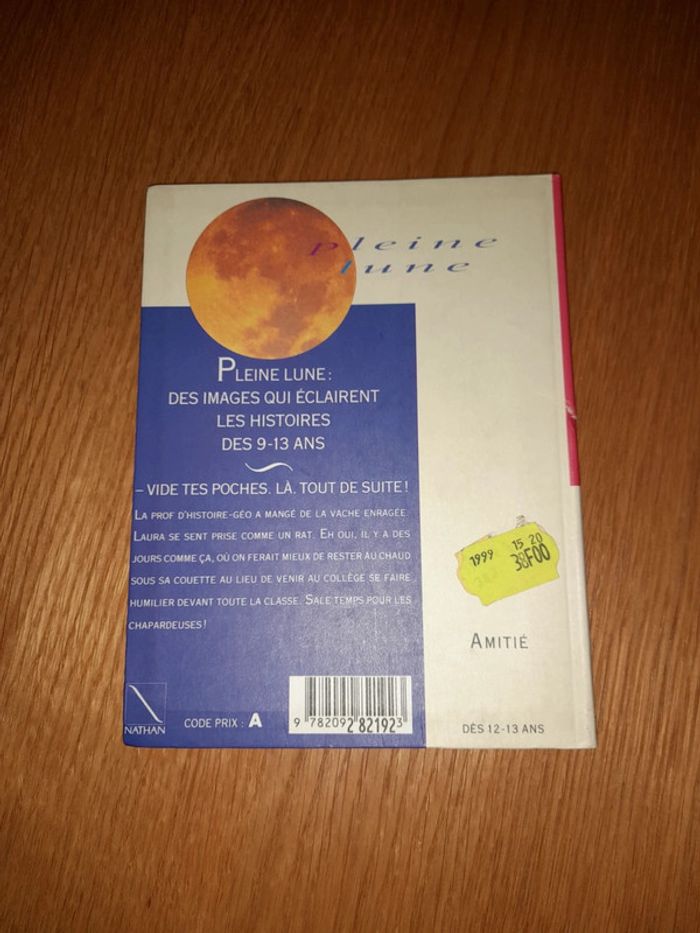 pleine
lune
PLEINE LUNE :
DES IMAGES QUI ÉCLAIRENT
LES HISTOIRES
DES 9-13 ANS
– VIDE TES POCHES. LÀ. TOUT DE SUITE !
LA PROF D'HISTOIRE-GÉO A MANGÉ DE LA VACHE ENRAGÉE.
LAURA SE SENT PRISE COMME UN RAT. EH OUI, IL Y A DES
JOURS COMME ÇA, OÙ ON FERAIT MIEUX DE RESTER AU CHAUD
SOUS SA COUETTE AU LIEU DE VENIR AU COLLÈGE SE FAIRE
HUMILIER DEVANT TOUTE LA CLASSE. SALE TEMPS POUR LES
CHAPARDEUSES !
1999 15 20
38F00
AMITIÉ
NATHAN
CODE PRIX : A
9 782092 821923
DÈS 12-13 ANS